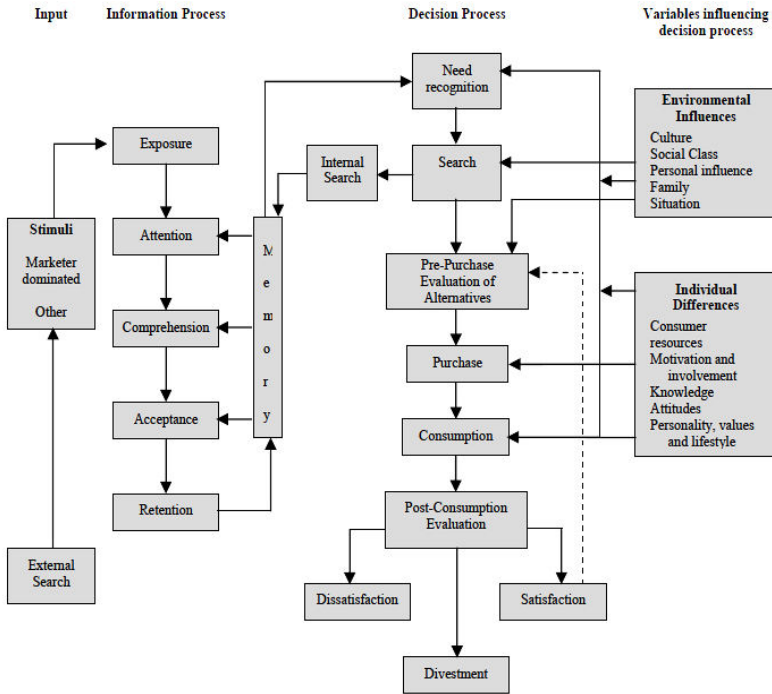 Input
Information Process
Decision Process
Variables influencing
decision process
Need
recognition
Environmental
Influences
Culture
Social Class
Personal influence
Family
Situation
Exposure
Internal
Search
Search
Stimuli
Marketer
dominated
Other
Attention
M
e
m
o
r
y
Pre-Purchase
Evaluation of
Alternatives
Individual
Differences
Consumer
resources
Motivation and
involvement
Knowledge
Attitudes
Personality, values
and lifestyle
Comprehension
Purchase
Acceptance
Consumption
Retention
Post-Consumption
Evaluation
External
Search
Dissatisfaction
Satisfaction
Divestment